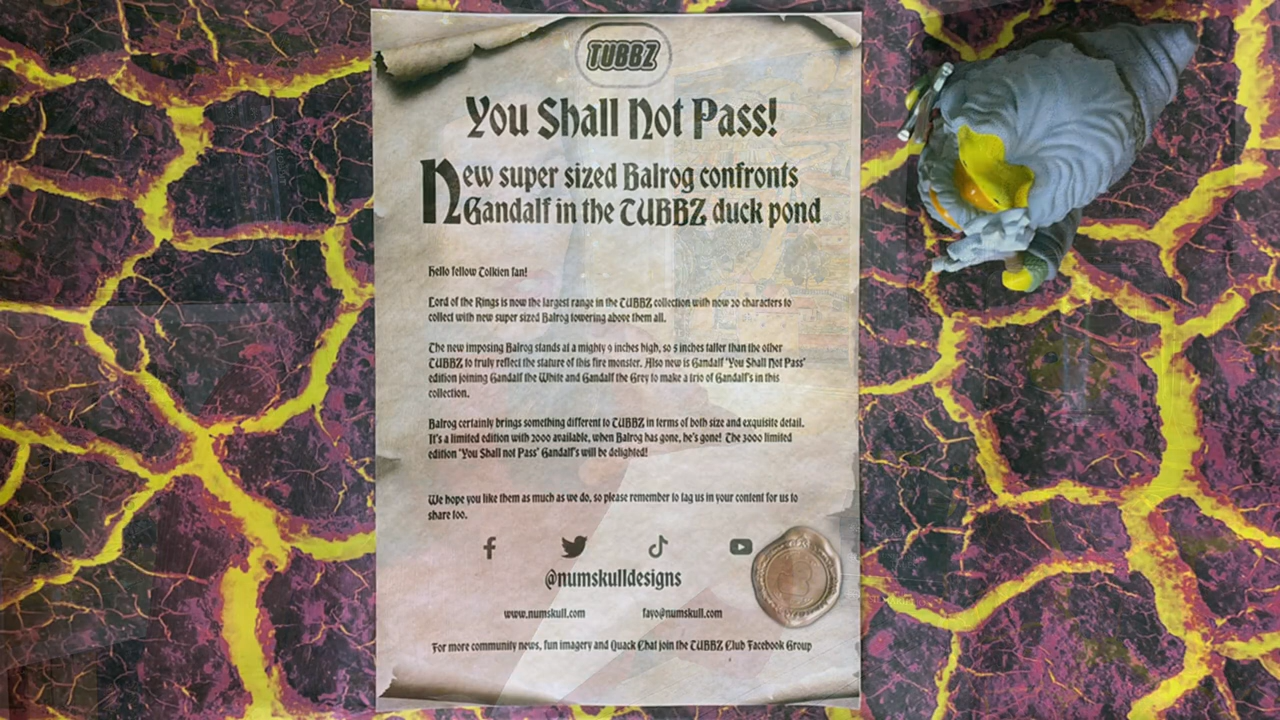 TUBBZ
You Shall Not Pass!
New super sized Balrog confronts
Gandalf in the TUBBZ duck pond
Hello fellow Tolkien fan!
Lord of the Rings is now the largest range in the TUBBZ collection with now 20 characters to
collect with new super sized Balrog towering above them all.
The new imposing Balrog stands at a mighty 9 inches high, so 5 inches taller than the other
TUBBZ to truly reflect the stature of this fire monster. Also new is Gandalf 'You Shall Not Pass'
edition joining Gandalf the White and Gandalf the Grey to make a trio of Gandalf's in this
collection.
Balrog certainly brings something different to TUBBZ in terms of both size and exquisite detail.
It's a limited edition with 2000 available, when Balrog has gone, he's gone! The 3000 limited
edition 'You Shall not Pass' Gandalf's will be delighted!
We hope you like them as much as we do, so please remember to tag us in your content for us to
share too.
@numskulldesigns
www.numskull.com favo@numskull.com
For more community news, fun imagery and Quack Chat join the TUBBZ Club Facebook Group